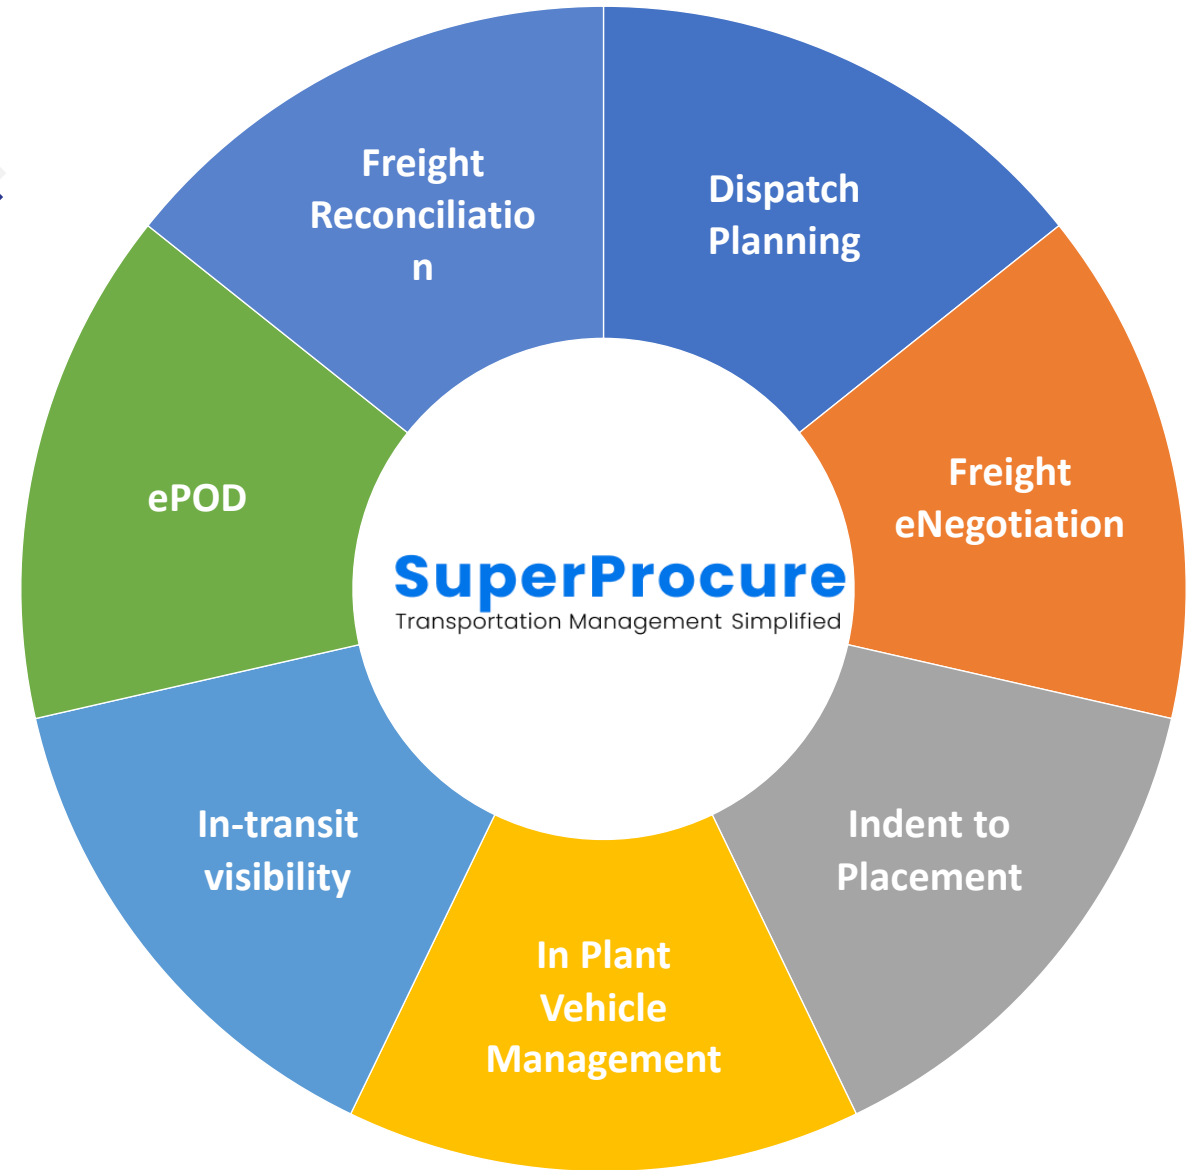 Freight
Reconciliatio
n
Dispatch
Planning
Freight
eNegotiation
ePOD
SuperProcure
Transportation Management Simplified
In-transit
visibility
Indent to
Placement
In Plant
Vehicle
Management